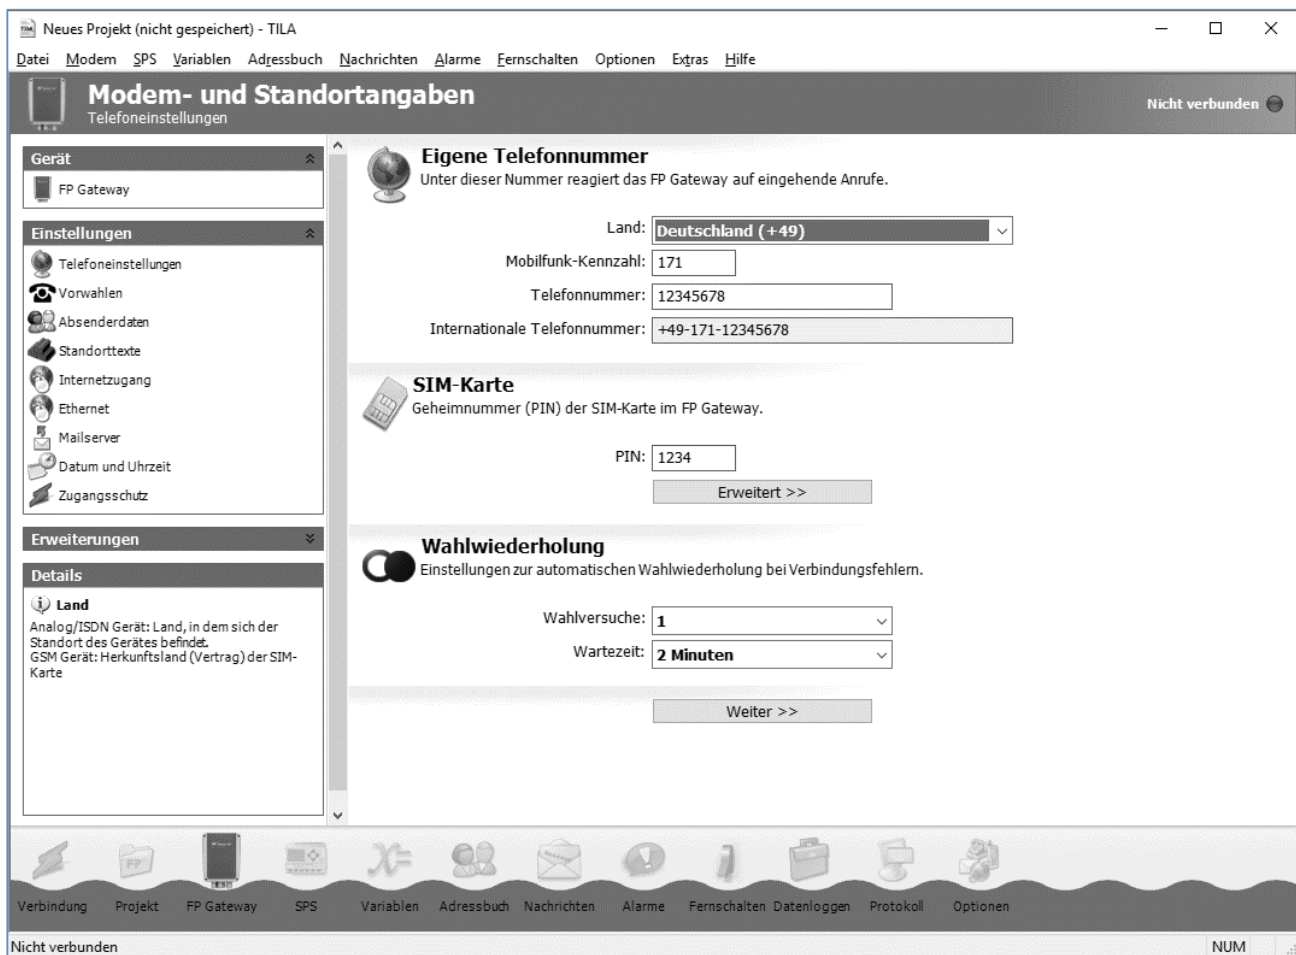 Neues Projekt (nicht gespeichert) - TILA
Datei Modem SPS Variablen Adressbuch Nachrichten Alarme Fernschalten Optionen Extras Hilfe
Modem- und Standortangaben
Telefoneinstellungen
Nicht verbunden
Gerät
FP Gateway
Einstellungen
Telefoneinstellungen
Vorwahlen
Absenderdaten
Standorttexte
Internetzugang
Ethernet
Mailserver
Datum und Uhrzeit
Zugangsschutz
Erweiterungen
Details
Land
Analog/ISDN Gerät: Land, in dem sich der
Standort des Gerätes befindet.
GSM Gerät: Herkunftsland (Vertrag) der SIM-
Karte
Eigene Telefonnummer
Unter dieser Nummer reagiert das FP Gateway auf eingehende Anrufe.
Land: Deutschland (+49)
Mobilfunk-Kennzahl: 171
Telefonnummer: 12345678
Internationale Telefonnummer: +49-171-12345678
SIM-Karte
Geheimnummer (PIN) der SIM-Karte im FP Gateway.
PIN: 1234
Erweitert >>
Wahlwiederholung
Einstellungen zur automatischen Wahlwiederholung bei Verbindungsfehlern.
Wahlversuche: 1
Wartezeit: 2 Minuten
Weiter >>
Verbindung Projekt FP Gateway SPS Variablen Adressbuch Nachrichten Alarme Fernschalten Datenloggen Protokoll Optionen
Nicht verbunden
NUM